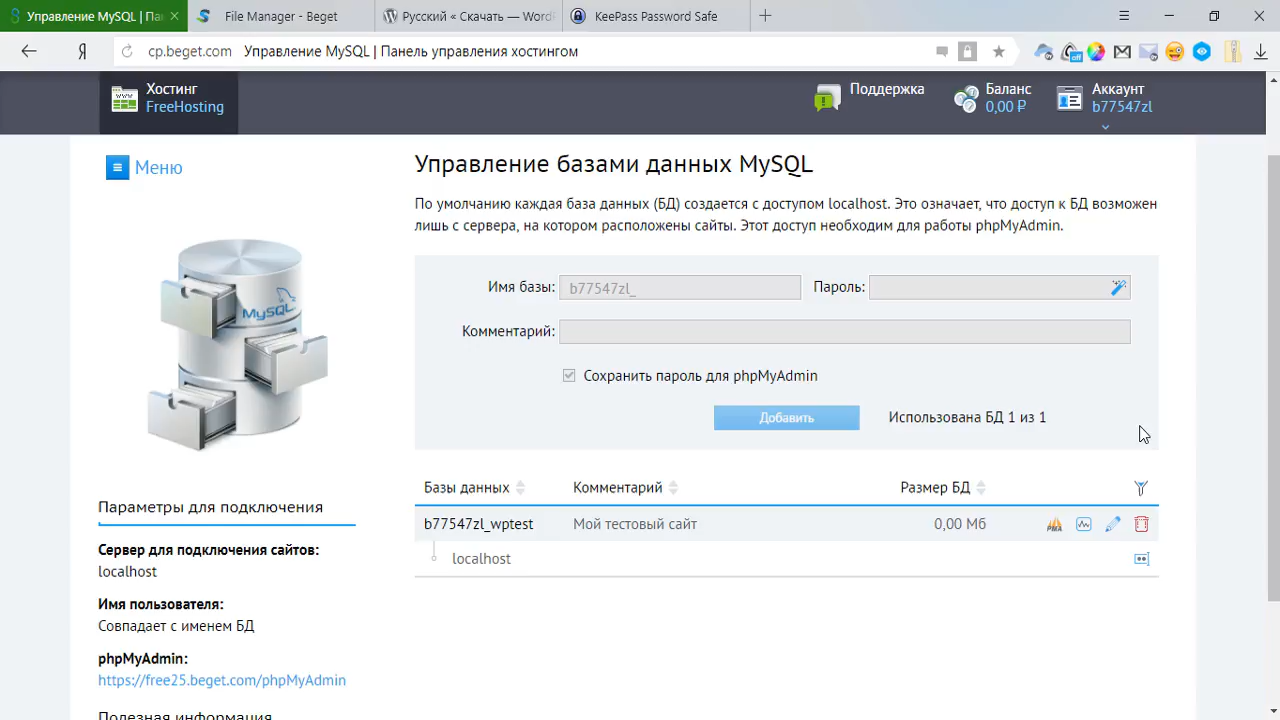 Управление MySQL | Па
File Manager - Beget
Русский « Скачать — WordP
KeePass Password Safe
cp.beget.com Управление MySQL | Панель управления хостингом
off
Хостинг
FreeHosting
Поддержка
Баланс
0,00 ₽
Аккаунт
b77547zl
Меню
Управление базами данных MySQL
По умолчанию каждая база данных (БД) создается с доступом localhost. Это означает, что доступ к БД возможен
лишь с сервера, на котором расположены сайты. Этот доступ необходим для работы phpMyAdmin.
MySQL
Имя базы: b77547zl_ Пароль:
Комментарий:
Сохранить пароль для phpMyAdmin
Добавить Использована БД 1 из 1
Базы данных Комментарий Размер БД
b77547zl_wptest Мой тестовый сайт 0,00 Мб PMA
localhost
Параметры для подключения
Сервер для подключения сайтов:
localhost
Имя пользователя:
Совпадает с именем БД
phpMyAdmin:
https://free25.beget.com/phpMyAdmin
Полезная информация